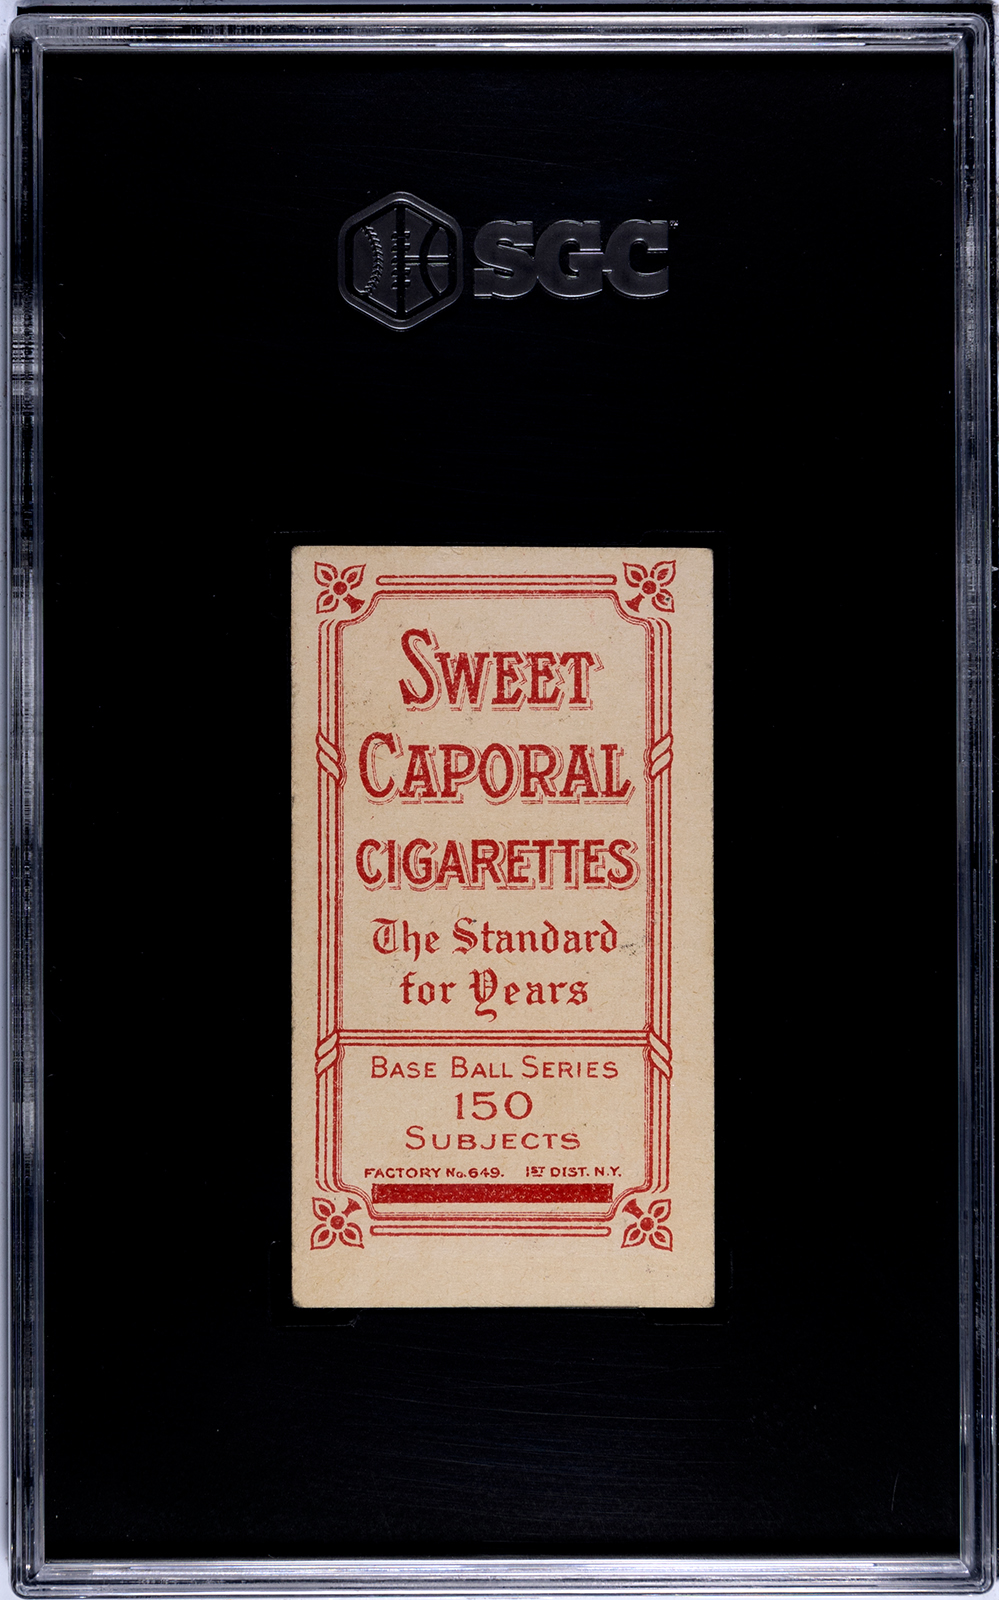 SGC
SWEET
CAPORAL
CIGARETTES
The Standard
for Years
BASE BALL SERIES
150
SUBJECTS
FACTORY No. 649. 1ST DIST. N.Y.